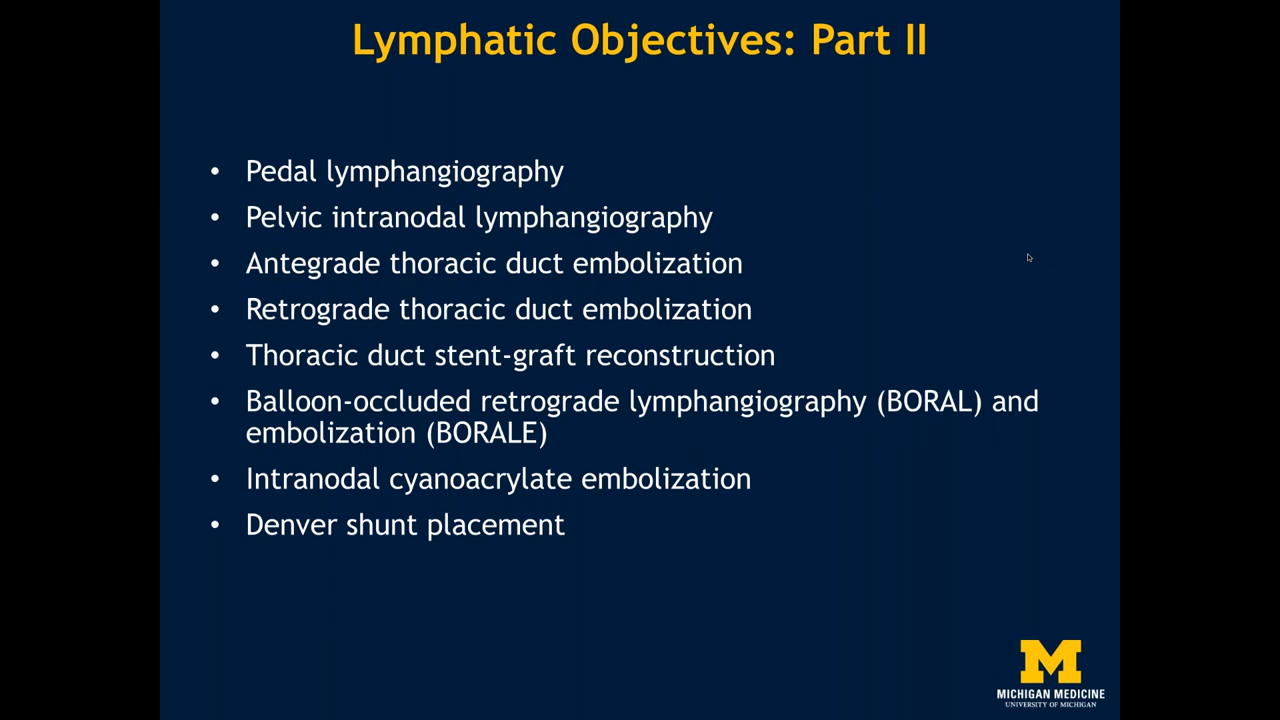 Lymphatic Objectives: Part II
• Pedal lymphangiography
• Pelvic intranodal lymphangiography
• Antegrade thoracic duct embolization
• Retrograde thoracic duct embolization
• Thoracic duct stent-graft reconstruction
• Balloon-occluded retrograde lymphangiography (BORAL) and
embolization (BORALE)
• Intranodal cyanoacrylate embolization
• Denver shunt placement
M
MICHIGAN MEDICINE
UNIVERSITY OF MICHIGAN